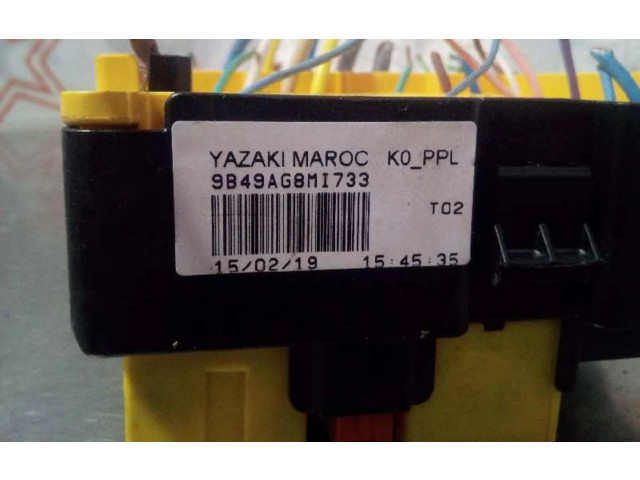 YAZAKI MAROC K0_PPL
9B49AG8MI733
T02
15/02/19 15:45:35